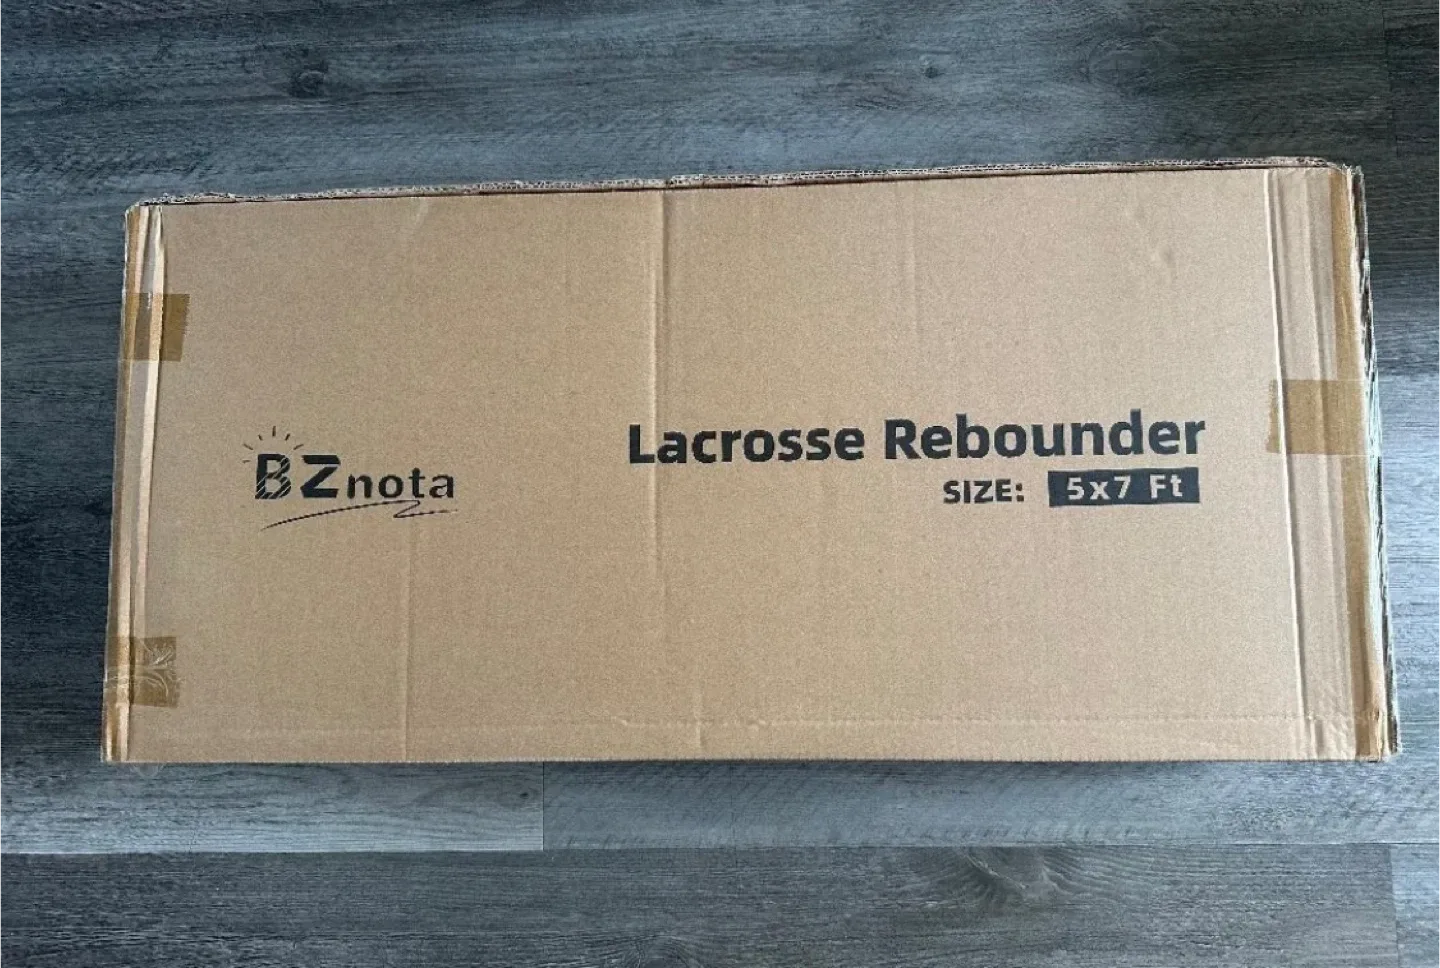 BZnota
Lacrosse Rebounder
SIZE: 5x7 Ft